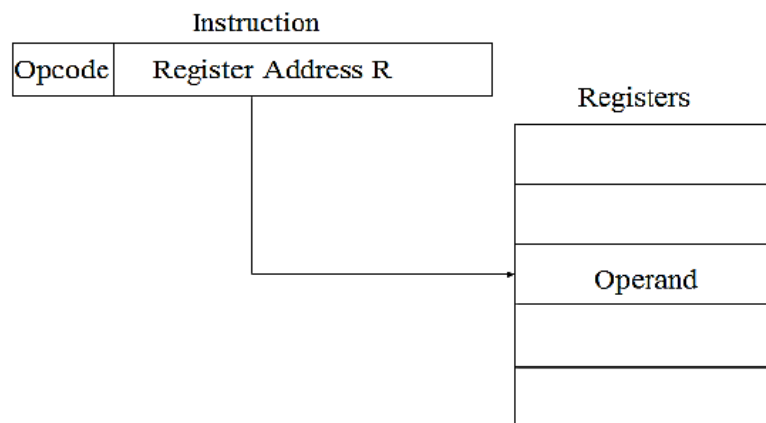 Instruction
Opcode
Register Address R
Registers
Operand